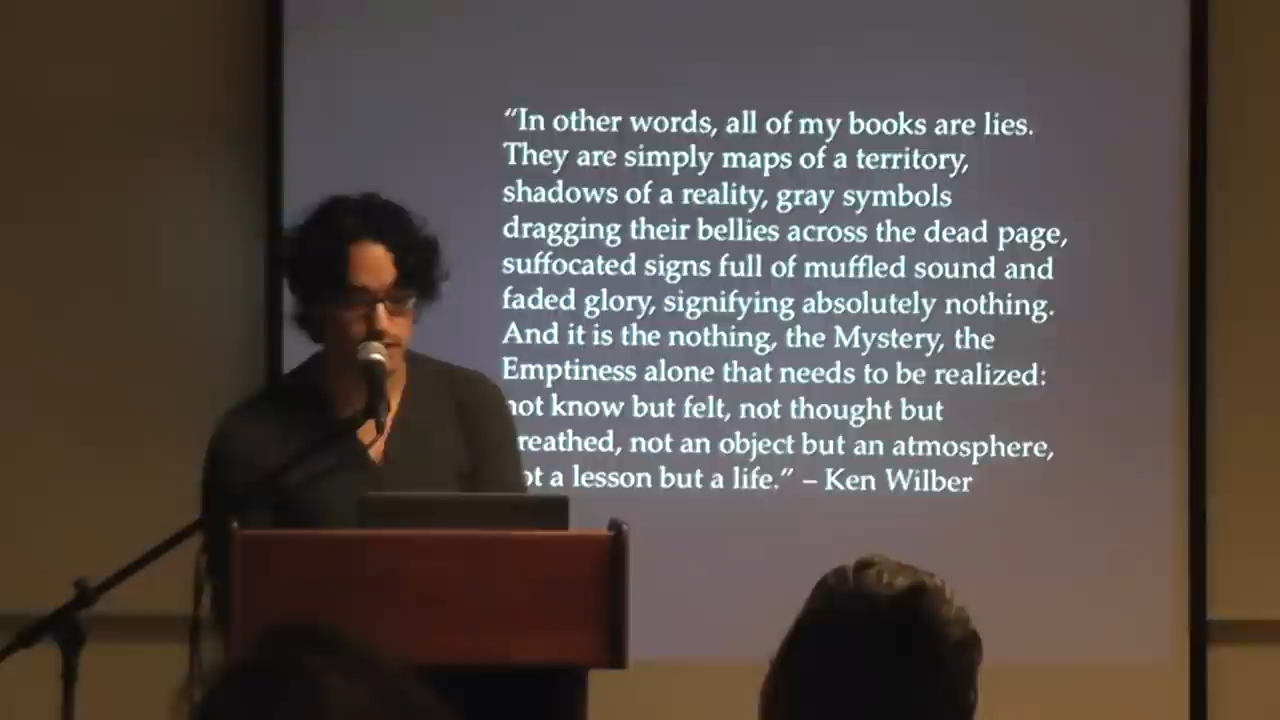 “In other words, all of my books are lies.
They are simply maps of a territory,
shadows of a reality, gray symbols
dragging their bellies across the dead page,
suffocated signs full of muffled sound and
faded glory, signifying absolutely nothing.
And it is the nothing, the Mystery, the
Emptiness alone that needs to be realized:
not know but felt, not thought but
breathed, not an object but an atmosphere,
not a lesson but a life.” – Ken Wilber